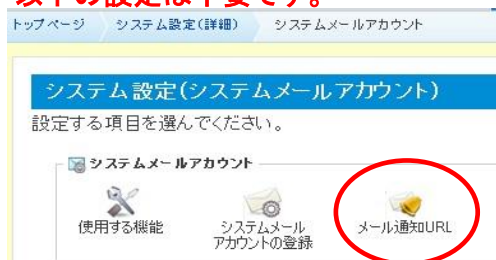 以下の設定は不要です。
トップページ システム設定(詳細) システムメールアカウント
システム設定(システムメールアカウント)
設定する項目を選んでください。
システムメールアカウント
使用する機能
システムメール
アカウントの登録
メール通知URL